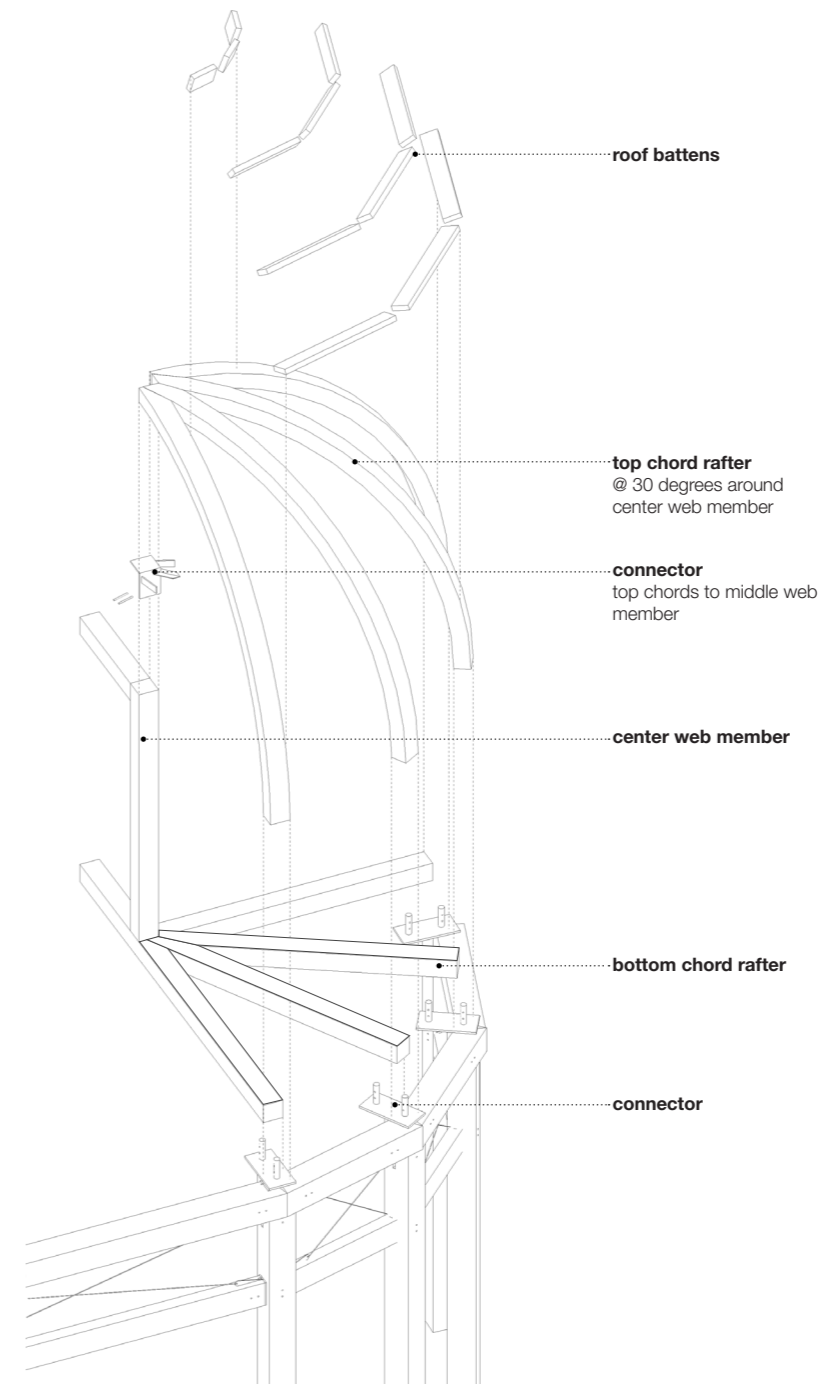 roof battens
top chord rafter
@ 30 degrees around
center web member
connector
top chords to middle web
member
center web member
bottom chord rafter
connector